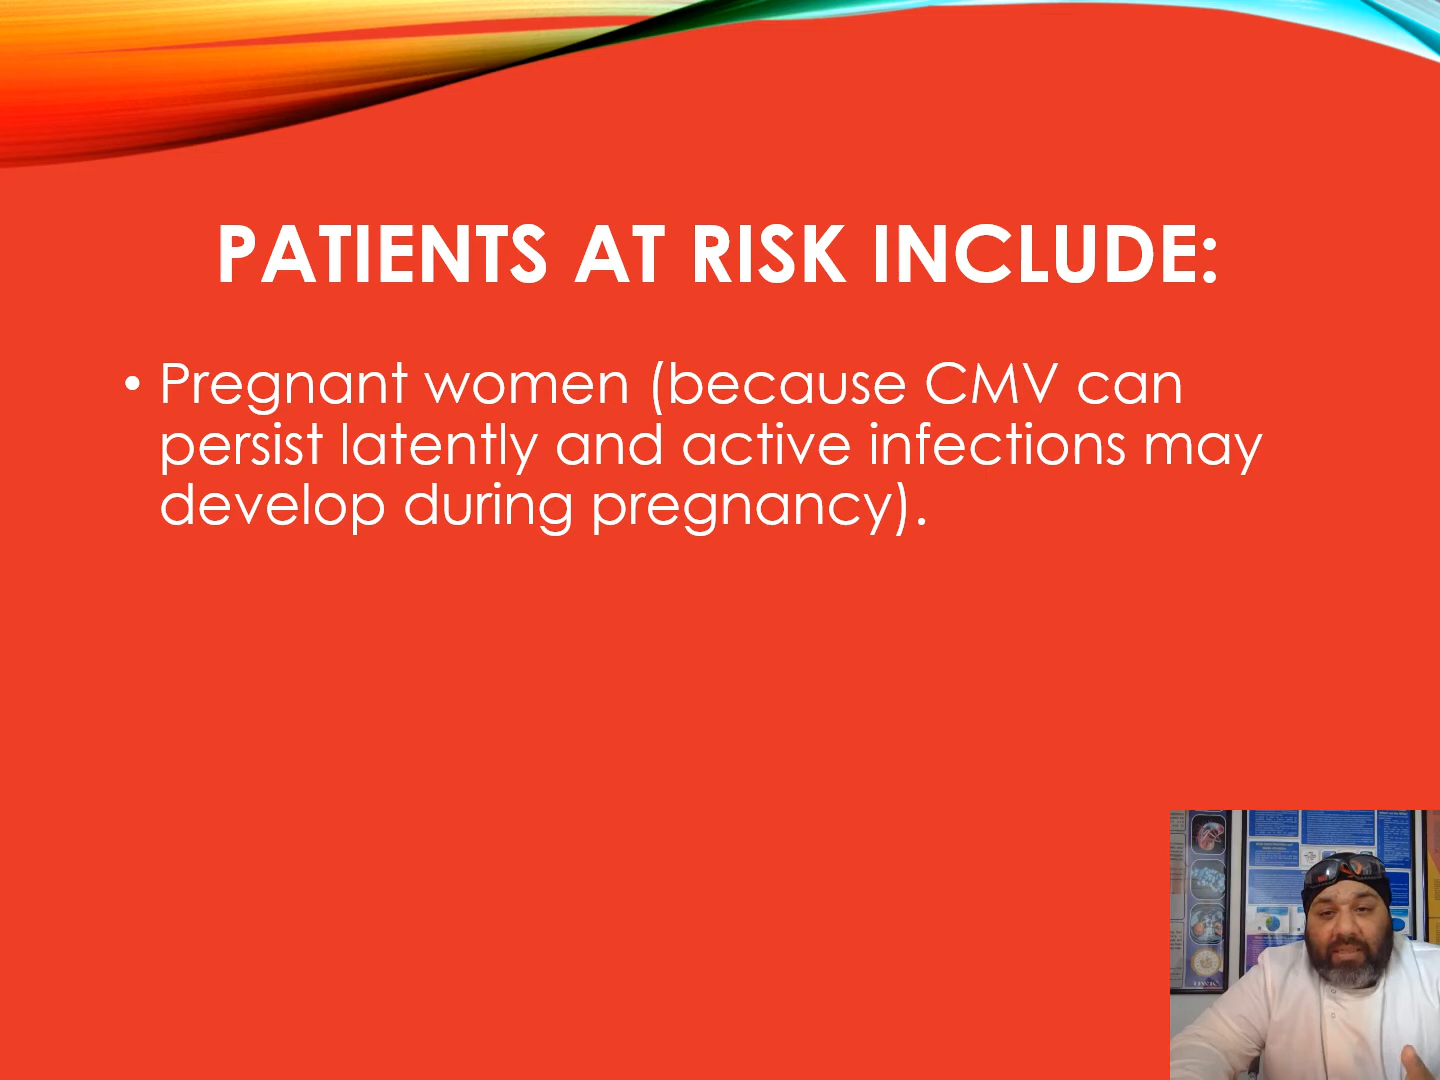 PATIENTS AT RISK INCLUDE:
• Pregnant women (because CMV can
persist latently and active infections may
develop during pregnancy).